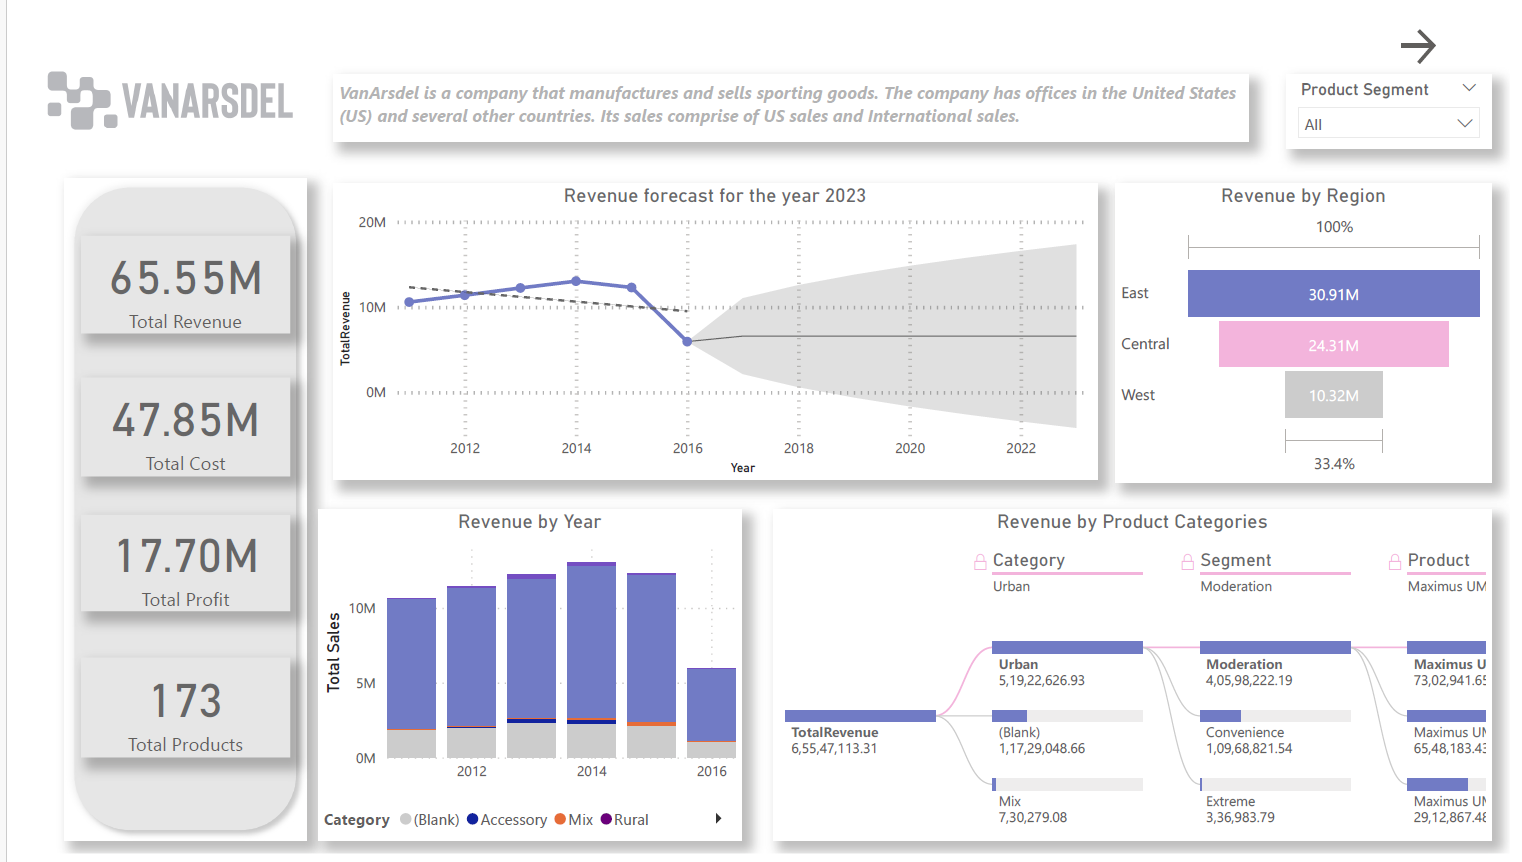 VANARSDEL
VanArsdel is a company that manufactures and sells sporting goods. The company has offices in the United States
(US) and several other countries. Its sales comprise of US sales and International sales.
Product Segment
All
65.55M
Total Revenue
47.85M
Total Cost
17.70M
Total Profit
173
Total Products
Revenue forecast for the year 2023
20M
10M
0M
TotalRevenue
2012 2014 2016 2018 2020 2022
Year
Revenue by Region
100%
East 30.91M
Central 24.31M
West 10.32M
33.4%
Revenue by Year
Total Sales
10M
5M
0M
2012 2014 2016
Category (Blank) Accessory Mix Rural
Revenue by Product Categories
Category Segment Product
Urban Moderation Maximus UM
TotalRevenue
6,55,47,113.31
Urban
5,19,22,626.93
(Blank)
1,17,29,048.66
Mix
7,30,279.08
Moderation
4,05,98,222.19
Convenience
1,09,68,821.54
Extreme
3,36,983.79
Maximus U
73,02,941.65
Maximus UM
65,48,183.43
Maximus UM
29,12,867.48